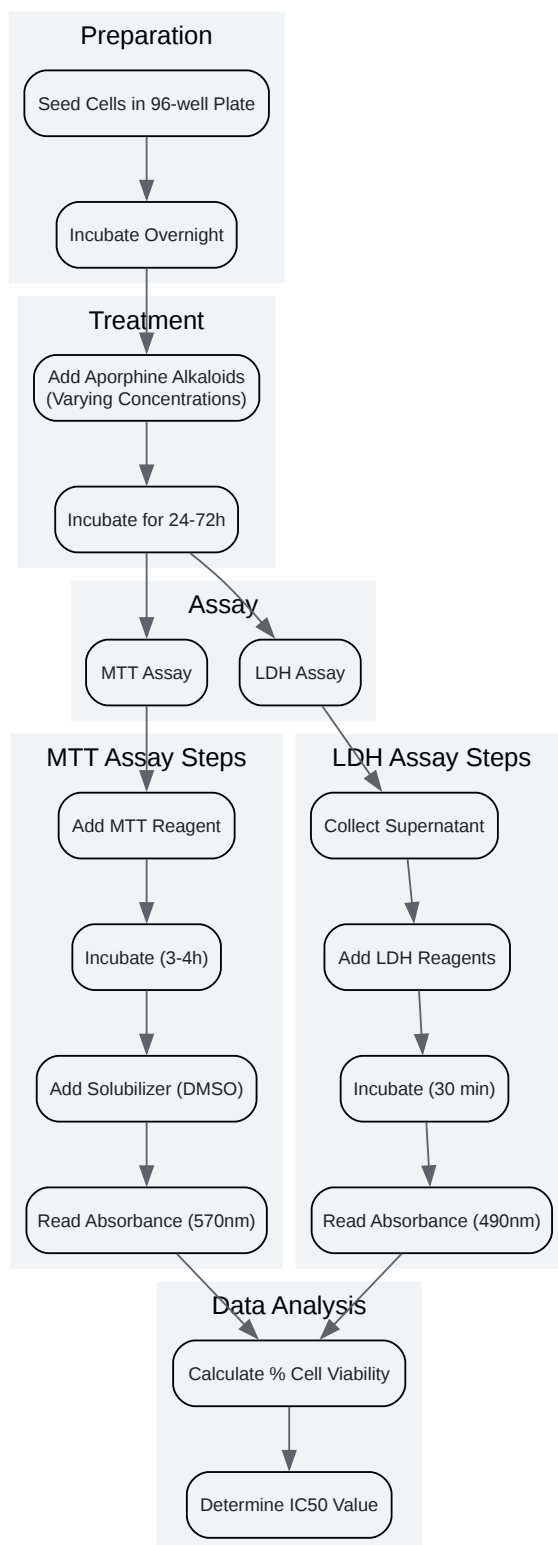 Preparation
Seed Cells in 96-well Plate
Incubate Overnight
Treatment
Add Aporphine Alkaloids
(Varying Concentrations)
Incubate for 24-72h
Assay
MTT Assay
LDH Assay
MTT Assay Steps
Add MTT Reagent
Incubate (3-4h)
Add Solubilizer (DMSO)
Read Absorbance (570nm)
LDH Assay Steps
Collect Supernatant
Add LDH Reagents
Incubate (30 min)
Read Absorbance (490nm)
Data Analysis
Calculate % Cell Viability
Determine IC50 Value